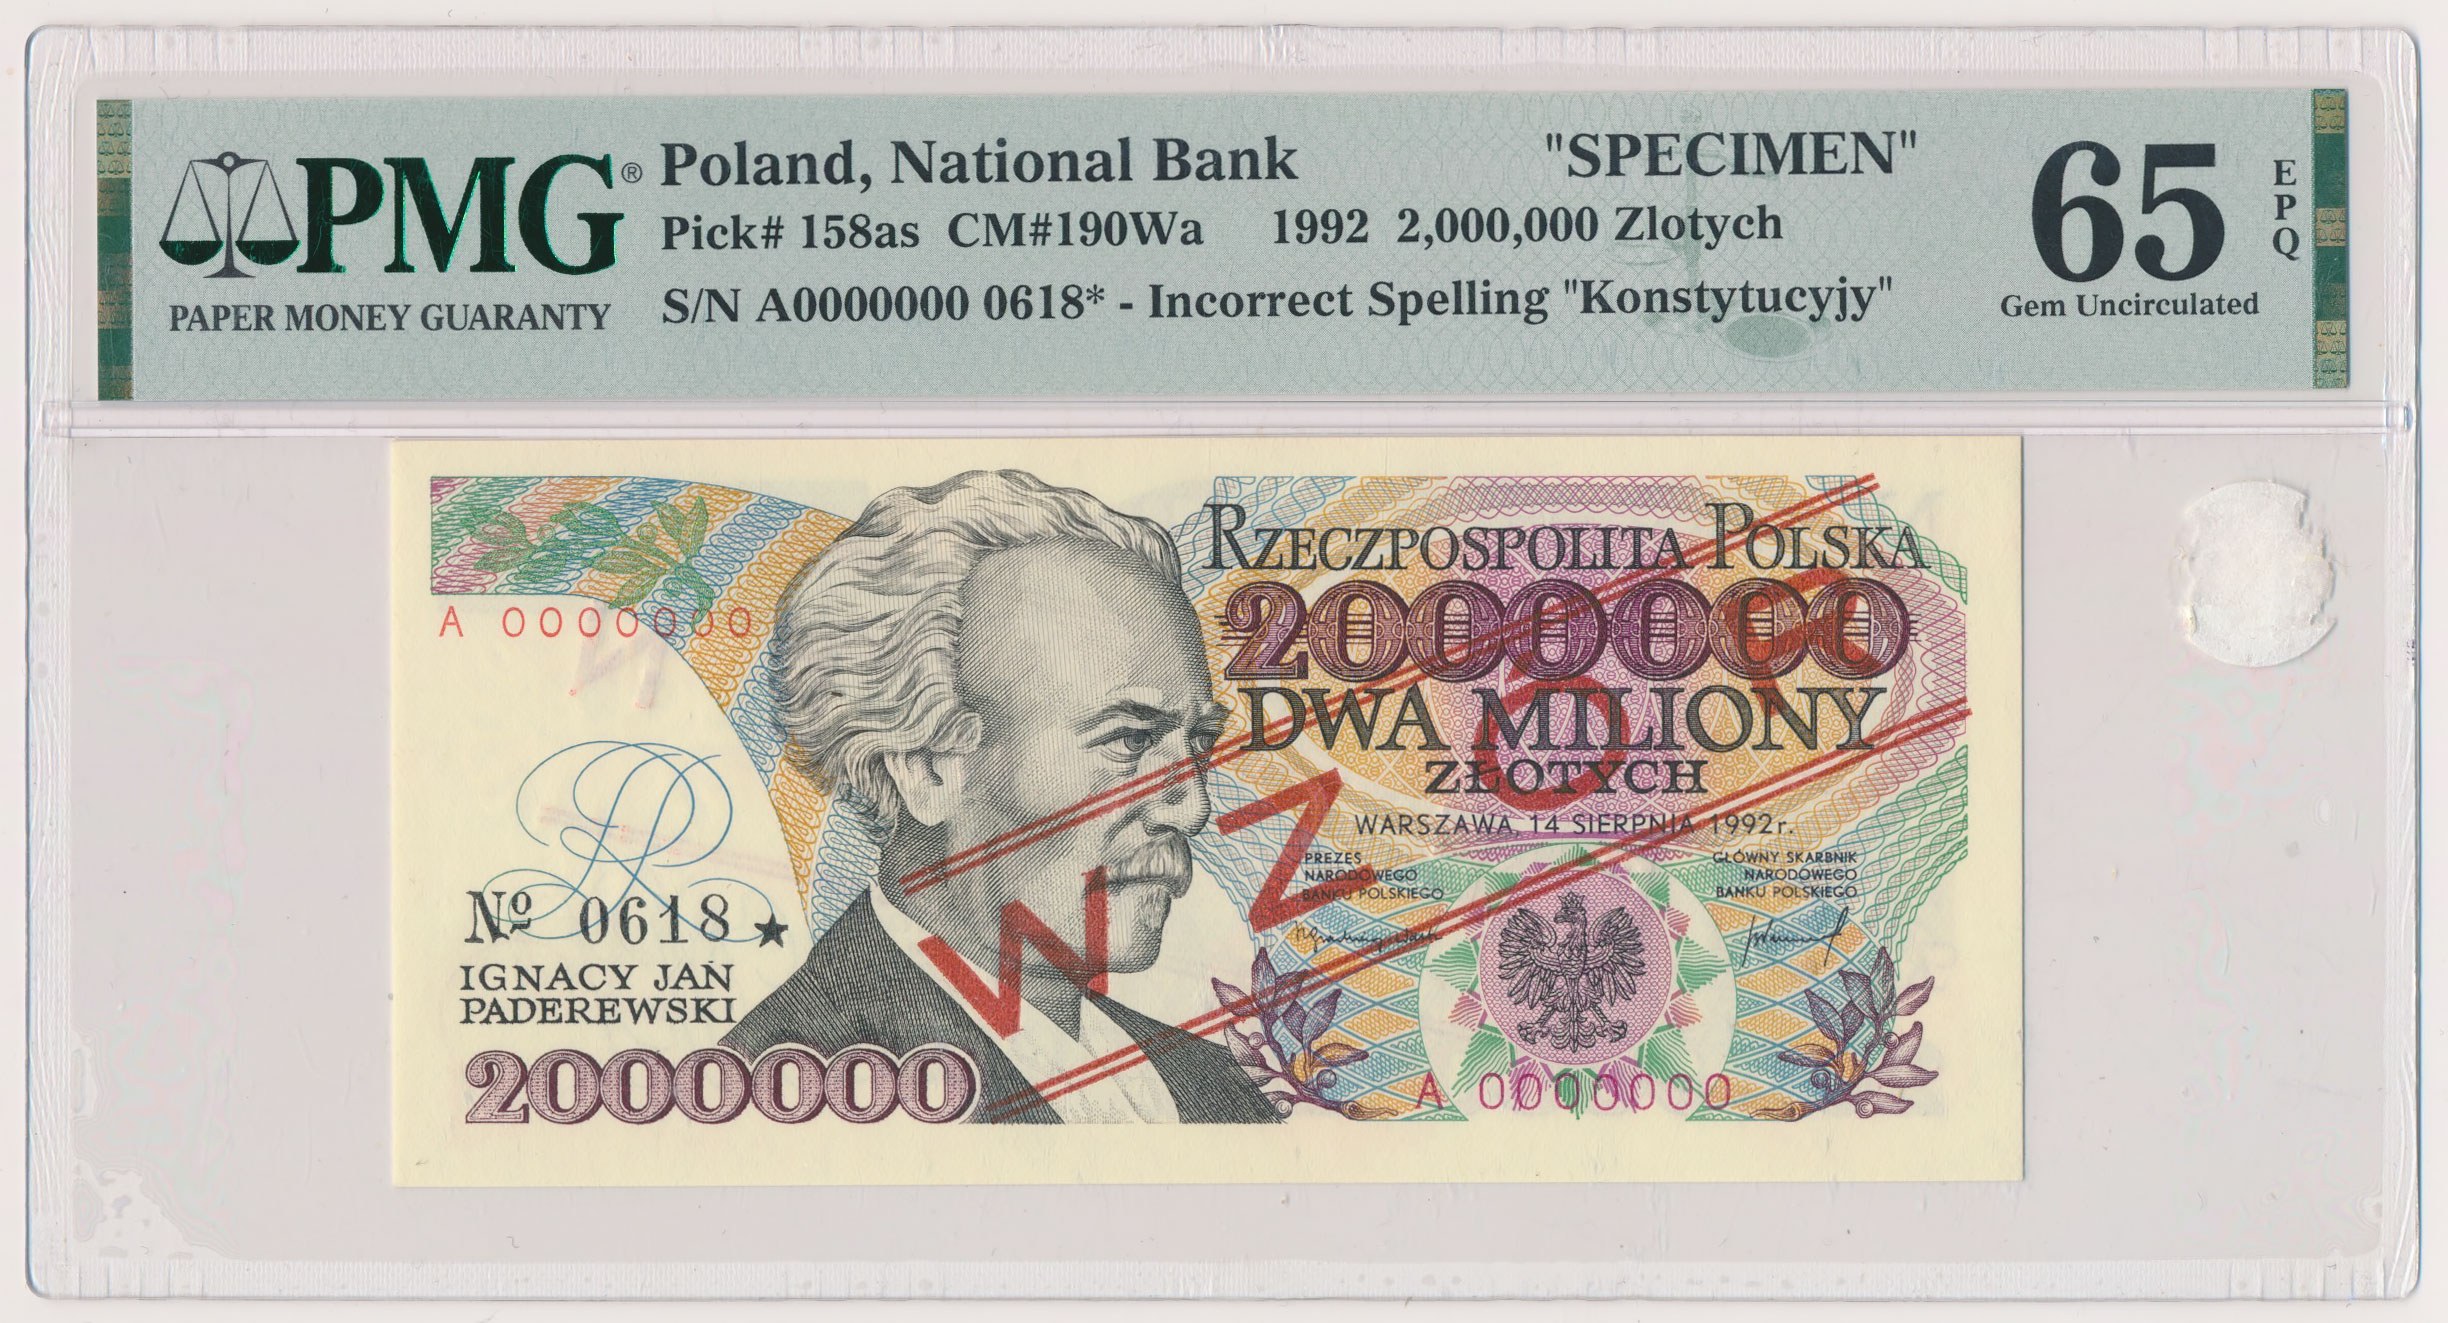 PMG®
PAPER MONEY GUARANTY
Poland, National Bank "SPECIMEN"
Pick# 158as CM#190Wa 1992 2,000,000 Zlotych
S/N A0000000 0618* - Incorrect Spelling "Konstytucyjy"
65
EPQ
Gem Uncirculated
RZECZPOSPOLITA POLSKA
2000000
DWA MILIONY
ZŁOTYCH
WARSZAWA, 14 SIERPNIA 1992r.
PREZES
NARODOWEGO
BANKU POLSKIEGO
GŁÓWNY SKARBNIK
NARODOWEGO
BANKU POLSKIEGO
A 0000000
WZÓR
Nº 0618 ★
IGNACY JAN
PADEREWSKI
2000000
A 0000000